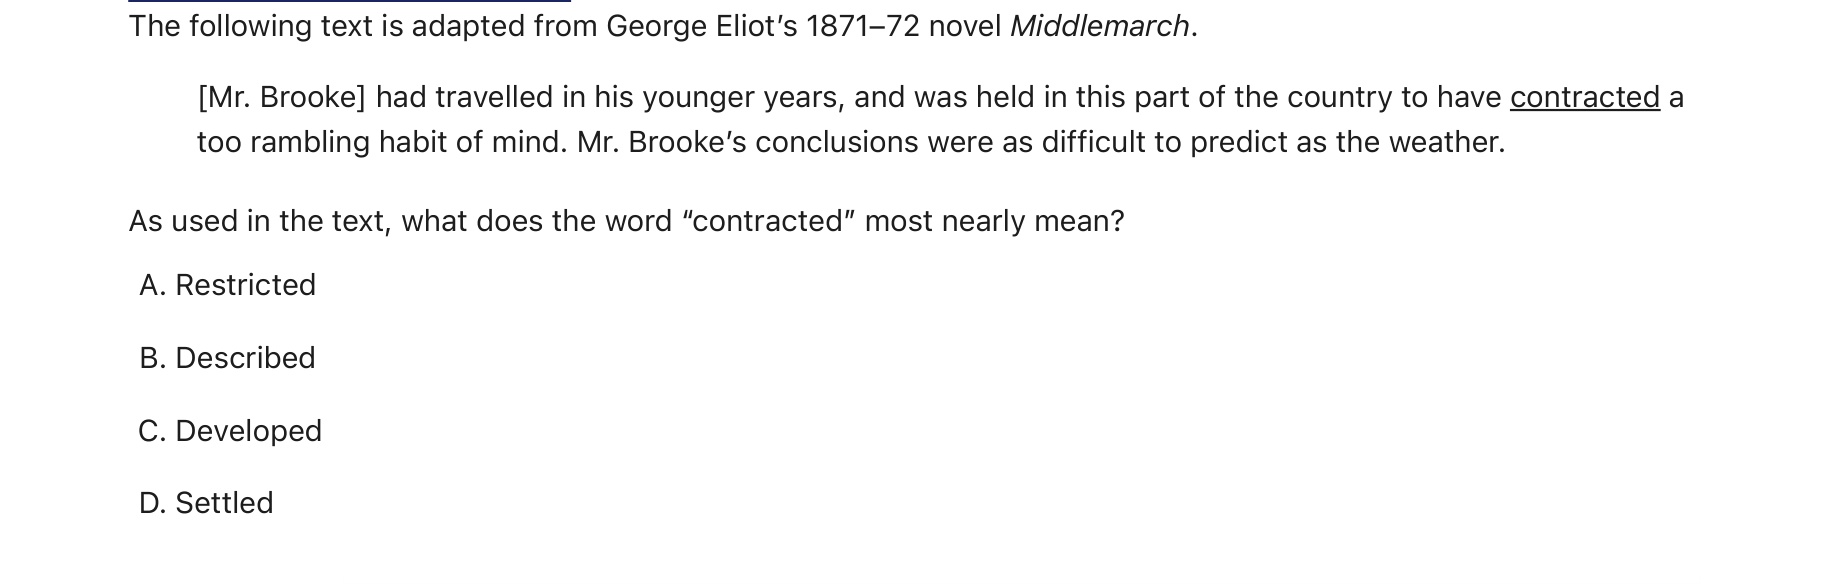 The following text is adapted from George Eliot’s 1871–72 novel Middlemarch.
[Mr. Brooke] had travelled in his younger years, and was held in this part of the country to have contracted a
too rambling habit of mind. Mr. Brooke’s conclusions were as difficult to predict as the weather.
As used in the text, what does the word “contracted” most nearly mean?
A. Restricted
B. Described
C. Developed
D. Settled